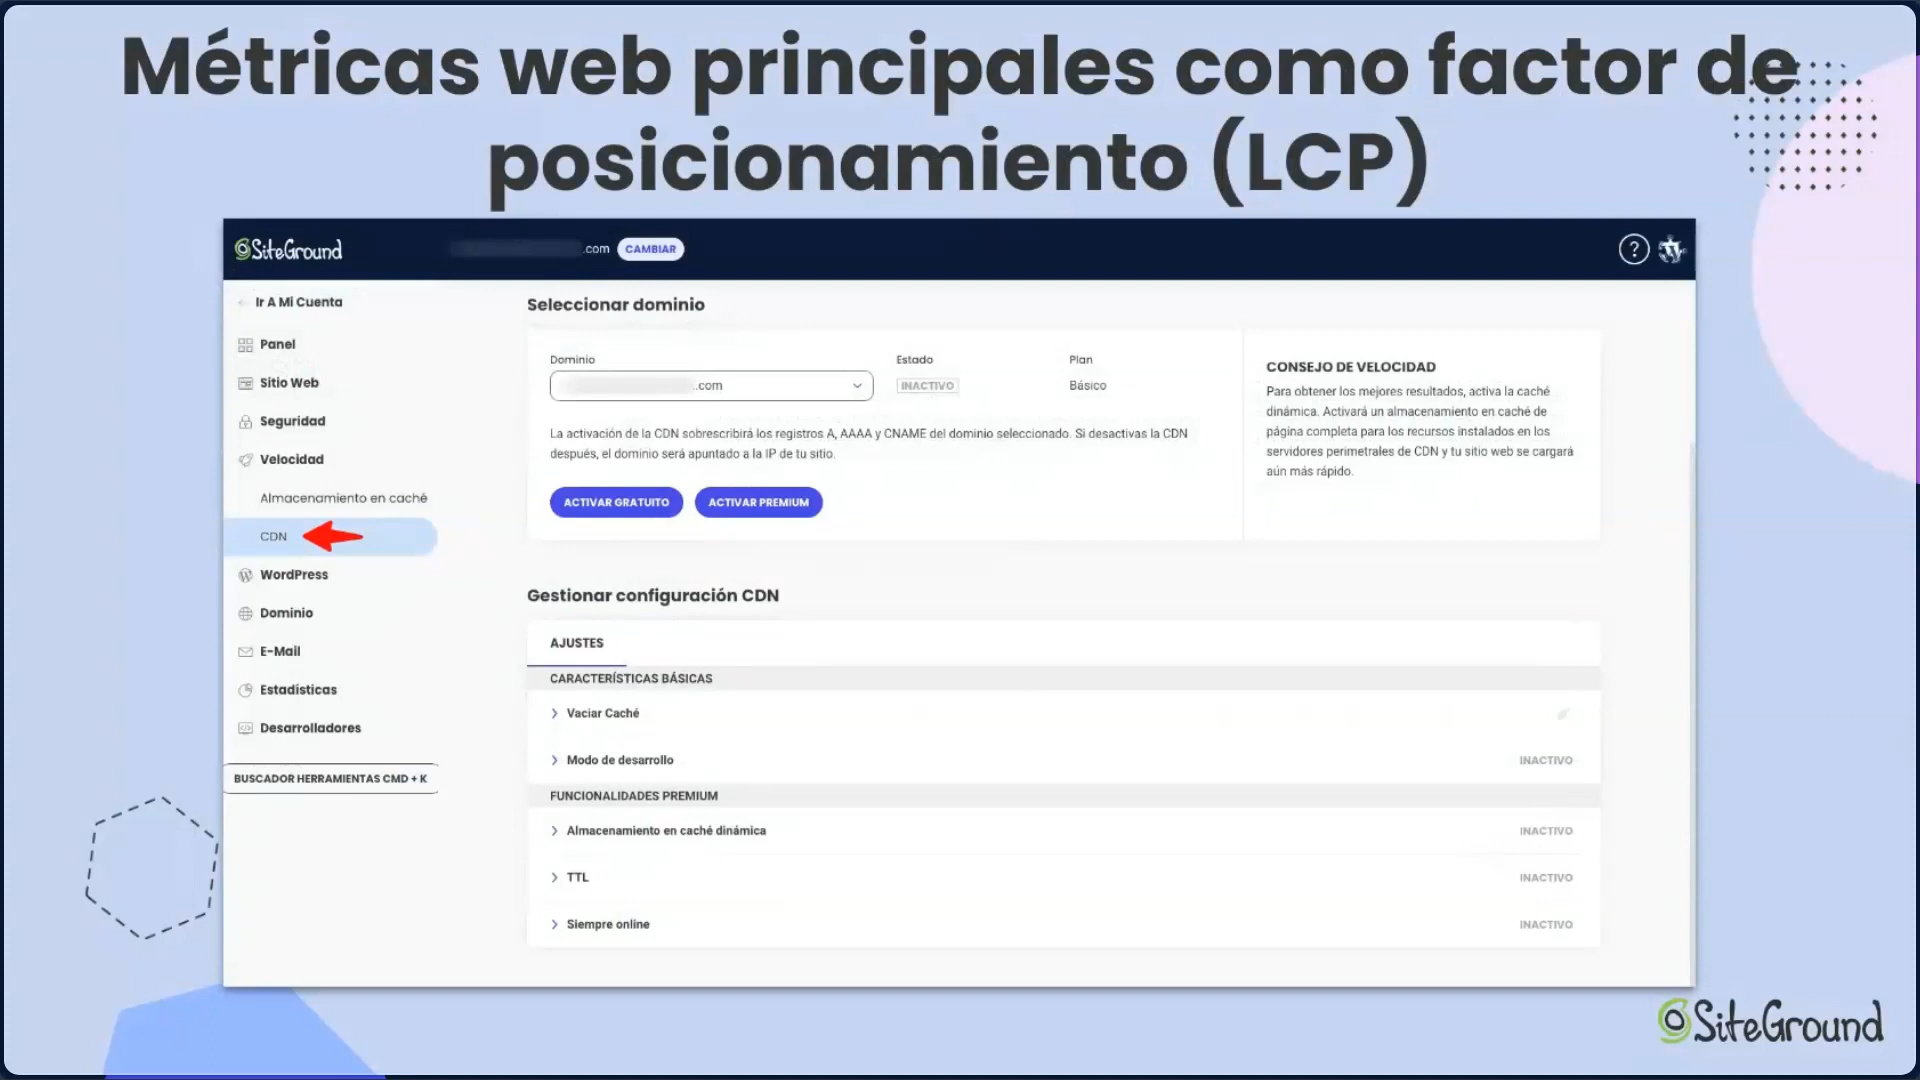 Métricas web principales como factor de
posicionamiento (LCP)
SiteGround
.com CAMBIAR
?
Ir A Mi Cuenta
Panel
Sitio Web
Seguridad
Velocidad
Almacenamiento en caché
CDN
WordPress
Dominio
E-Mail
Estadísticas
Desarrolladores
BUSCADOR HERRAMIENTAS CMD + K
Seleccionar dominio
Dominio Estado Plan
.com INACTIVO Básico
La activación de la CDN sobrescribirá los registros A, AAAA y CNAME del dominio seleccionado. Si desactivas la CDN
después, el dominio será apuntado a la IP de tu sitio.
ACTIVAR GRATUITO ACTIVAR PREMIUM
CONSEJO DE VELOCIDAD
Para obtener los mejores resultados, activa la caché
dinámica. Activará un almacenamiento en caché de
página completa para los recursos instalados en los
servidores perimetrales de CDN y tu sitio web se cargará
aún más rápido.
Gestionar configuración CDN
AJUSTES
CARACTERÍSTICAS BÁSICAS
Vaciar Caché
Modo de desarrollo INACTIVO
FUNCIONALIDADES PREMIUM
Almacenamiento en caché dinámica INACTIVO
TTL INACTIVO
Siempre online INACTIVO
SiteGround